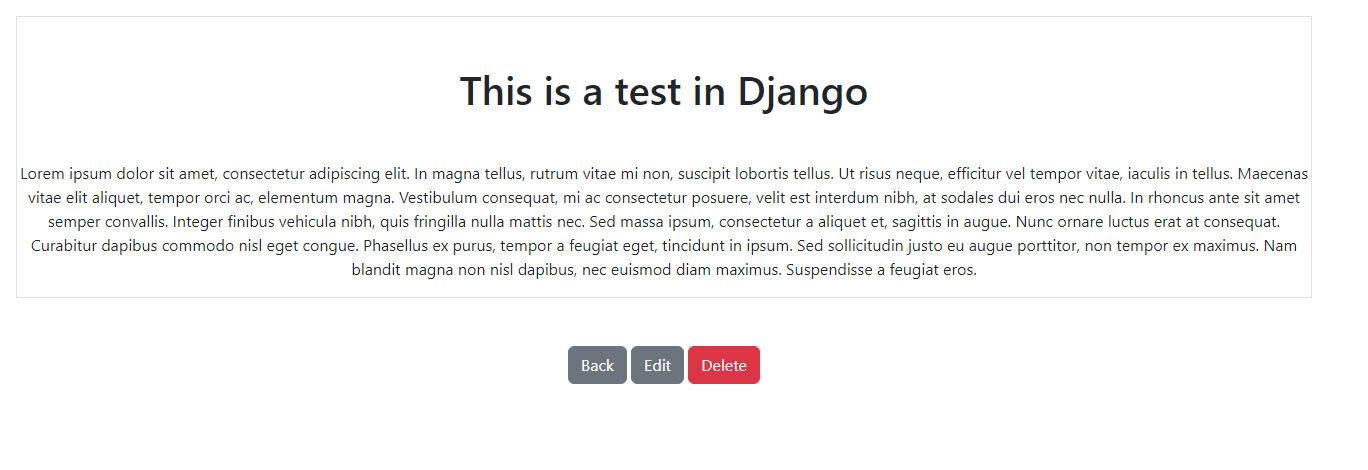 This is a test in Django
Lorem ipsum dolor sit amet, consectetur adipiscing elit. In magna tellus, rutrum vitae mi non, suscipit lobortis tellus. Ut risus neque, efficitur vel tempor vitae, iaculis in tellus. Maecenas
vitae elit aliquet, tempor orci ac, elementum magna. Vestibulum consequat, mi ac consectetur posuere, velit est interdum nibh, at sodales dui eros nec nulla. In rhoncus ante sit amet
semper convallis. Integer finibus vehicula nibh, quis fringilla nulla mattis nec. Sed massa ipsum, consectetur a aliquet et, sagittis in augue. Nunc ornare luctus erat at consequat.
Curabitur dapibus commodo nisl eget congue. Phasellus ex purus, tempor a feugiat eget, tincidunt in ipsum. Sed sollicitudin justo eu augue porttitor, non tempor ex maximus. Nam
blandit magna non nisl dapibus, nec euismod diam maximus. Suspendisse a feugiat eros.
Back Edit Delete